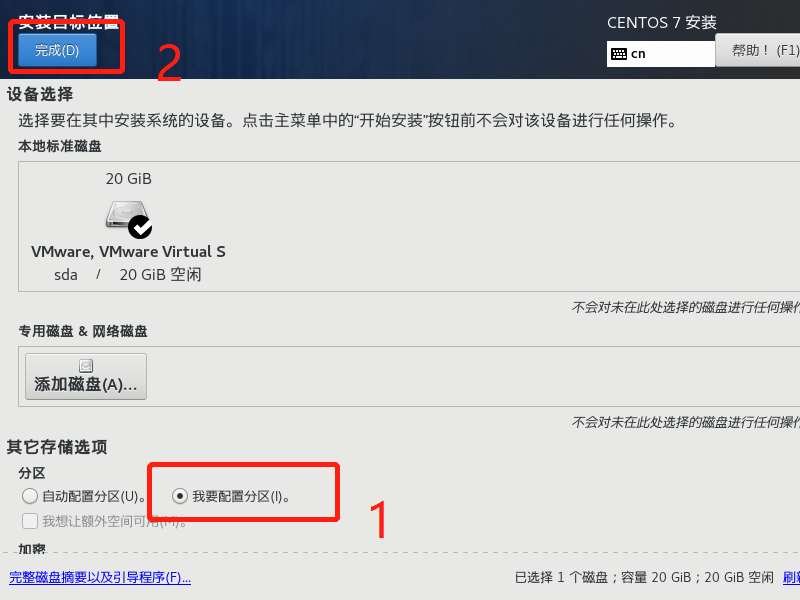 安装目标位置
CENTOS 7 安装
完成(D)
2
cn
帮助！(F1)
设备选择
选择要在其中安装系统的设备。点击主菜单中的“开始安装”按钮前不会对该设备进行任何操作。
本地标准磁盘
20 GiB
VMware, VMware Virtual S
sda / 20 GiB 空闲
不会对未在此处选择的磁盘进行任何操作
专用磁盘 & 网络磁盘
添加磁盘(A)...
不会对未在此处选择的磁盘进行任何操作
其它存储选项
分区
自动配置分区(U)。
我要配置分区(I)。
1
我想让额外空间可用(M)。
加密
完整磁盘摘要以及引导程序(F)...
已选择 1 个磁盘；容量 20 GiB；20 GiB 空闲 刷新